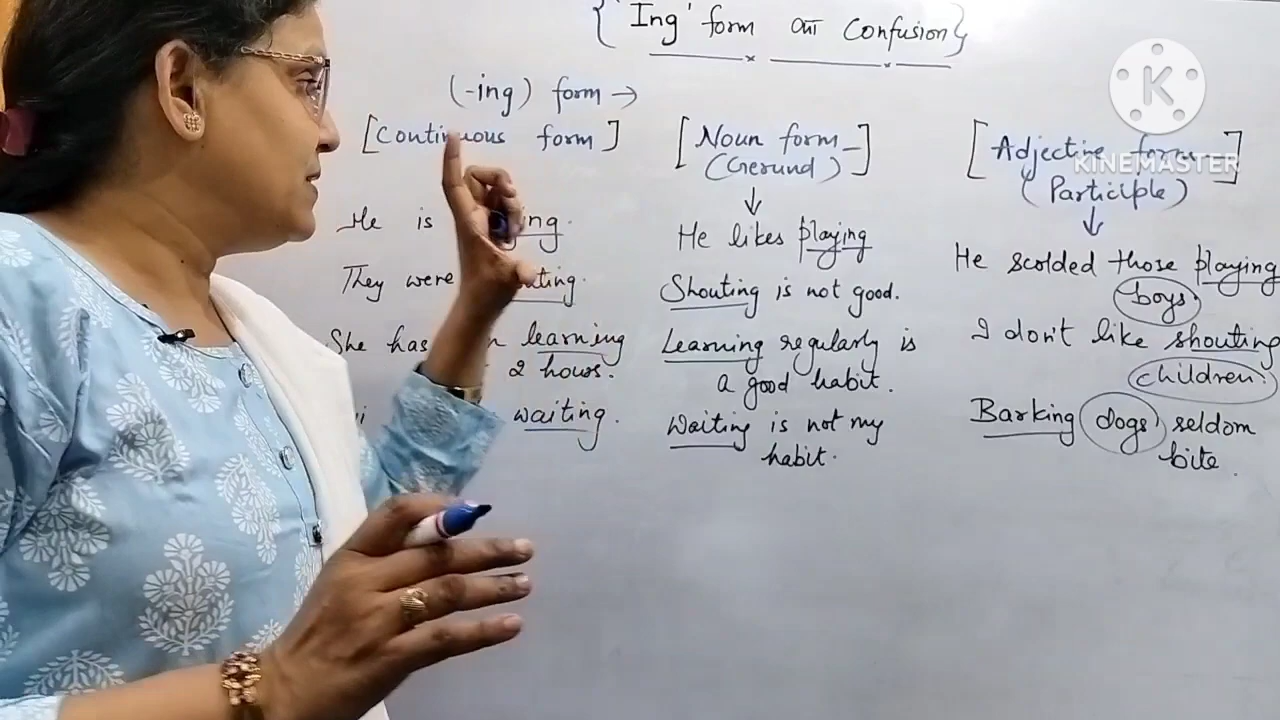 {'Ing' form का Confusion}
(-ing) form →
[Continuous form]
He is ing.
They were ting.
She has learning
2 hours.
waiting.
[Noun form-]
(Gerund)
↓
He likes playing
Shouting is not good.
Learning regularly is
a good habit.
Waiting is not my
habit.
[Adjective form]
(Participle)
↓
He scolded those playing
boys.
I don't like shouting
children.
Barking dogs seldom
bite.
K
KINEMASTER